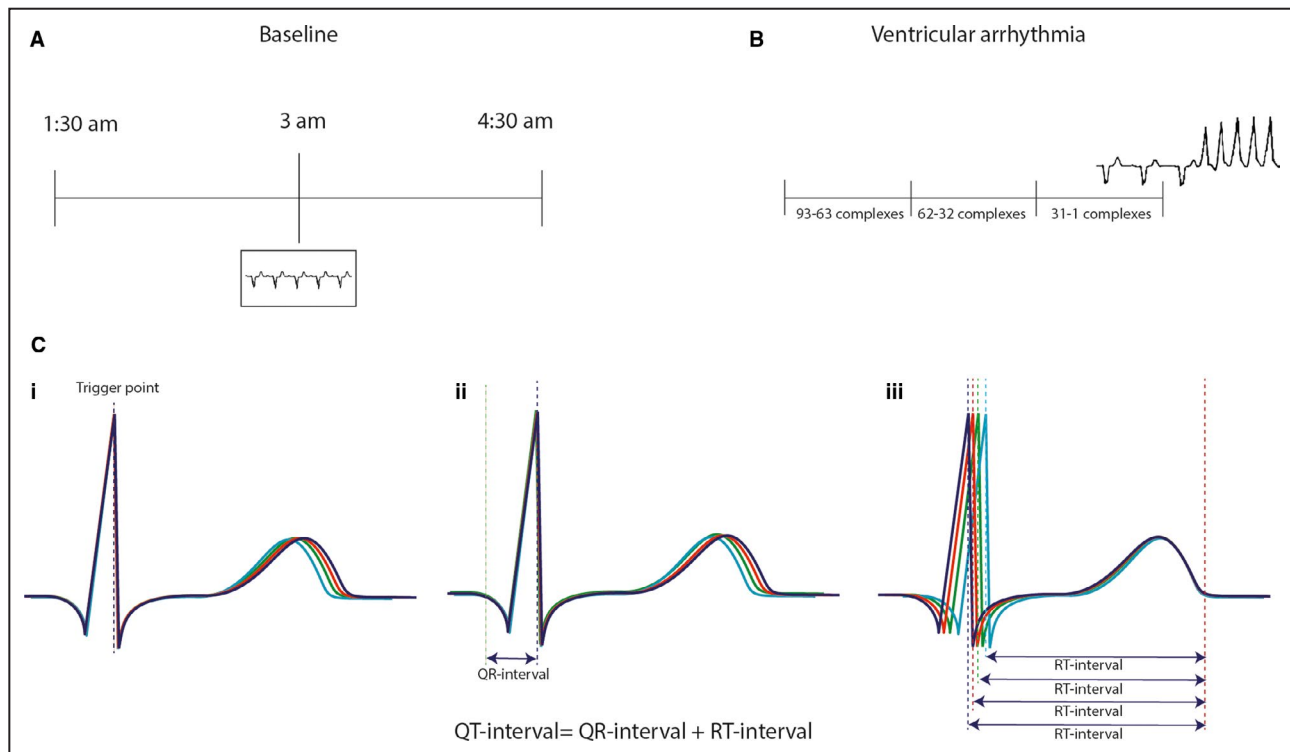 A
Baseline
1:30 am
3 am
4:30 am
B
Ventricular arrhythmia
93-63 complexes
62-32 complexes
31-1 complexes
C
i
Trigger point
ii
QR-interval
iii
RT-interval
RT-interval
RT-interval
RT-interval
QT-interval= QR-interval + RT-interval